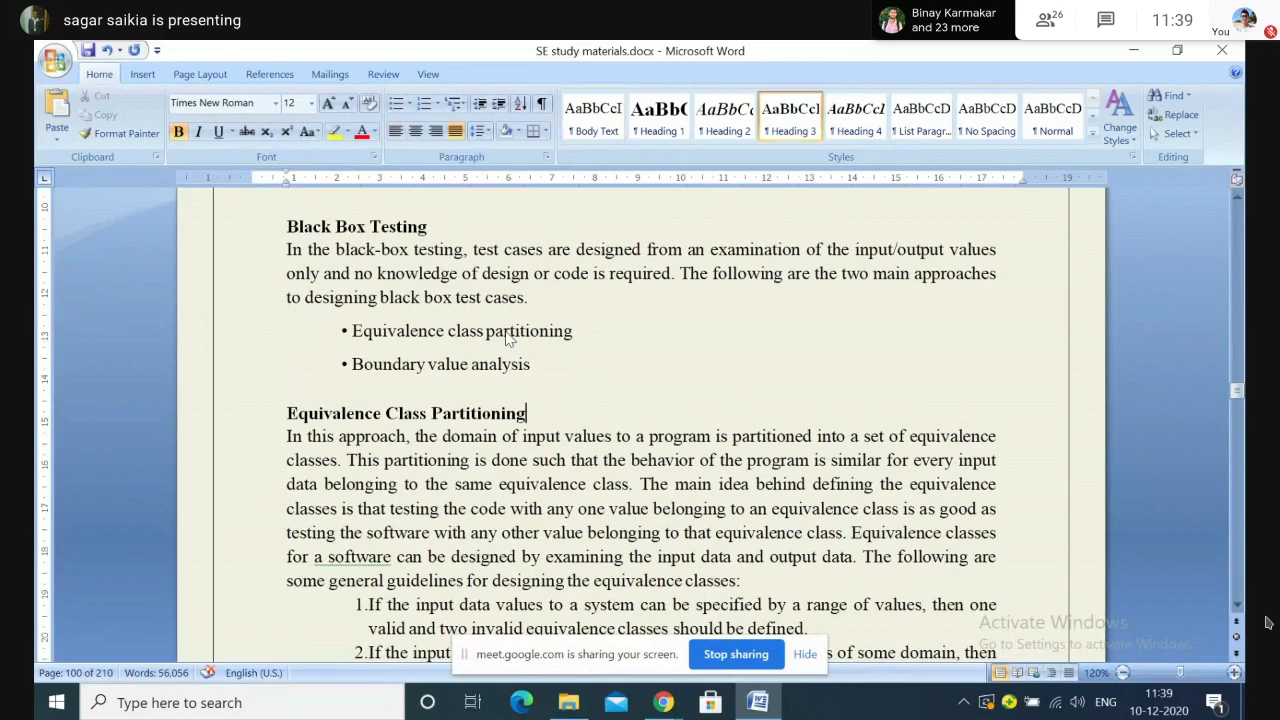 sagar saikia is presenting
Binay Karmakar
and 23 more
26
11:39
You
SE study materials.docx - Microsoft Word
Home Insert Page Layout References Mailings Review View
Paste
Cut
Copy
Format Painter
Clipboard
Times New Roman 12
Font
Paragraph
AaBbCcI AaBbC AaBbCc AaBbCcI AaBbCcI AaBbCcD AaBbCcD AaBbCcD
¶ Body Text ¶ Heading 1 ¶ Heading 2 ¶ Heading 3 ¶ Heading 4 ¶ List Paragr... ¶ No Spacing ¶ Normal
Change
Styles
Styles
Find
Replace
Select
Editing
Black Box Testing
In the black-box testing, test cases are designed from an examination of the input/output values
only and no knowledge of design or code is required. The following are the two main approaches
to designing black box test cases.
• Equivalence class partitioning
• Boundary value analysis
Equivalence Class Partitioning
In this approach, the domain of input values to a program is partitioned into a set of equivalence
classes. This partitioning is done such that the behavior of the program is similar for every input
data belonging to the same equivalence class. The main idea behind defining the equivalence
classes is that testing the code with any one value belonging to an equivalence class is as good as
testing the software with any other value belonging to that equivalence class. Equivalence classes
for a software can be designed by examining the input data and output data. The following are
some general guidelines for designing the equivalence classes:
1.If the input data values to a system can be specified by a range of values, then one
valid and two invalid equivalence classes should be defined.
2.If the input s of some domain, then
meet.google.com is sharing your screen. Stop sharing Hide
Activate Windows
Go to Settings to activate Windows.
Page: 100 of 210 Words: 56,056 English (U.S.) 120%
Type here to search
ENG
11:39
10-12-2020
1